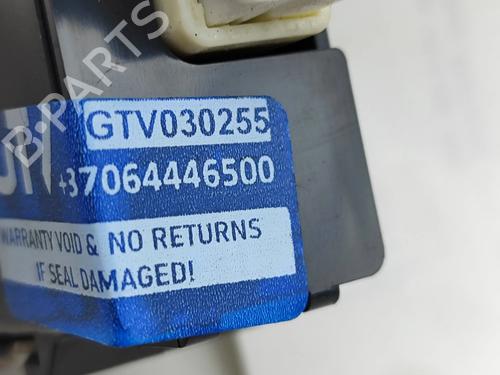 GTV030255
+37064446500
WARRANTY VOID & NO RETURNS
IF SEAL DAMAGED!
B-PARTS